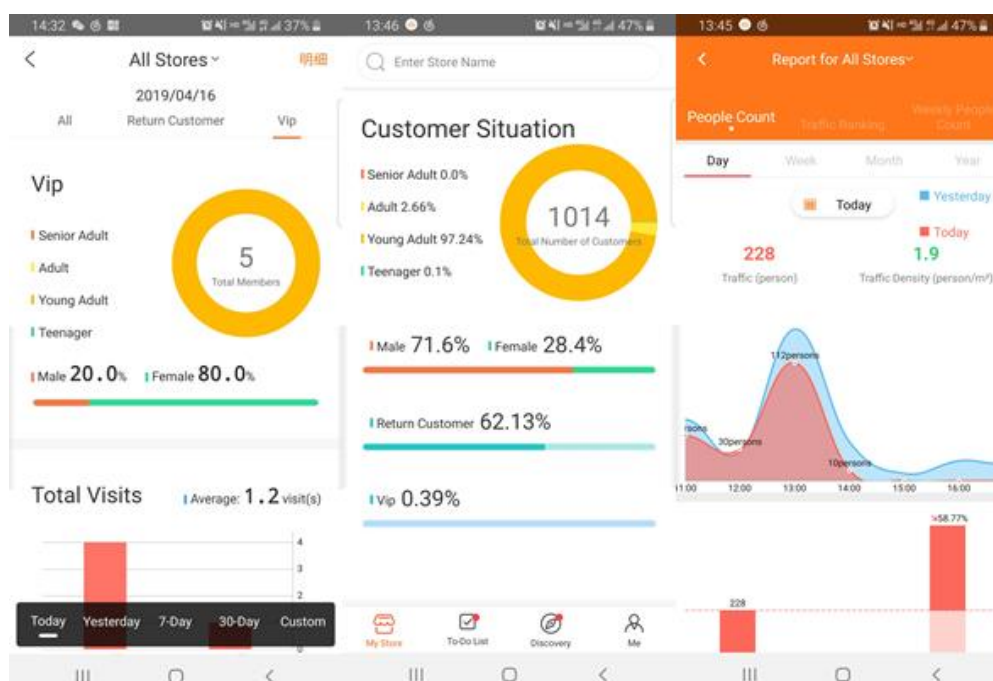 14:32
37%
All Stores
明细
2019/04/16
All Return Customer Vip
Vip
Senior Adult
Adult
Young Adult
Teenager
5
Total Members
Male 20.0% Female 80.0%
Total Visits Average: 1.2 visit(s)
4
3
2
0
Today Yesterday 7-Day 30-Day Custom
13:46
47%
Enter Store Name
Customer Situation
Senior Adult 0.0%
Adult 2.66%
Young Adult 97.24%
Teenager 0.1%
1014
Total Number of Customers
Male 71.6% Female 28.4%
Return Customer 62.13%
Vip 0.39%
My Store To-Do List Discovery Me
13:45
47%
Report for All Stores
People Count Traffic Ranking Weekly People
Count
Day Week Month Year
Today
Yesterday
Today
228
Traffic (person)
1.9
Traffic Density (person/m²)
112persons
rsons
30persons
10persons
11:00 12:00 13:00 14:00 15:00 16:00
58.77%
228